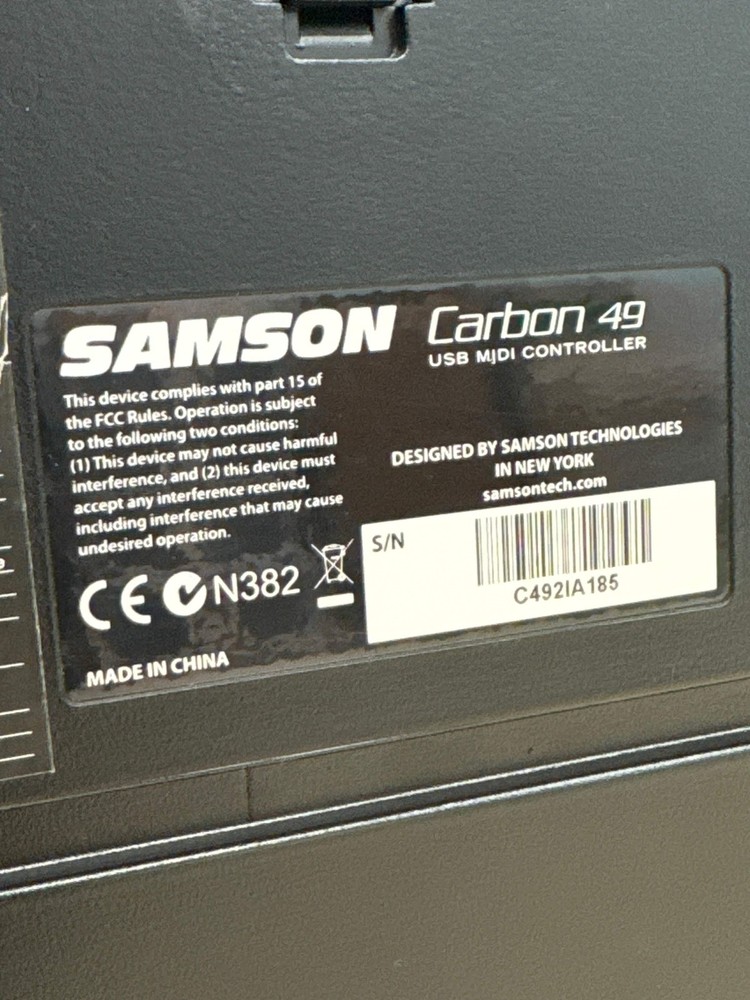 SAMSON
Carbon 49
USB MIDI CONTROLLER
This device complies with part 15 of
the FCC Rules. Operation is subject
to the following two conditions:
(1) This device may not cause harmful
interference, and (2) this device must
accept any interference received,
including interference that may cause
undesired operation.
DESIGNED BY SAMSON TECHNOLOGIES
IN NEW YORK
samsontech.com
S/N
C492IA185
CE N382
MADE IN CHINA